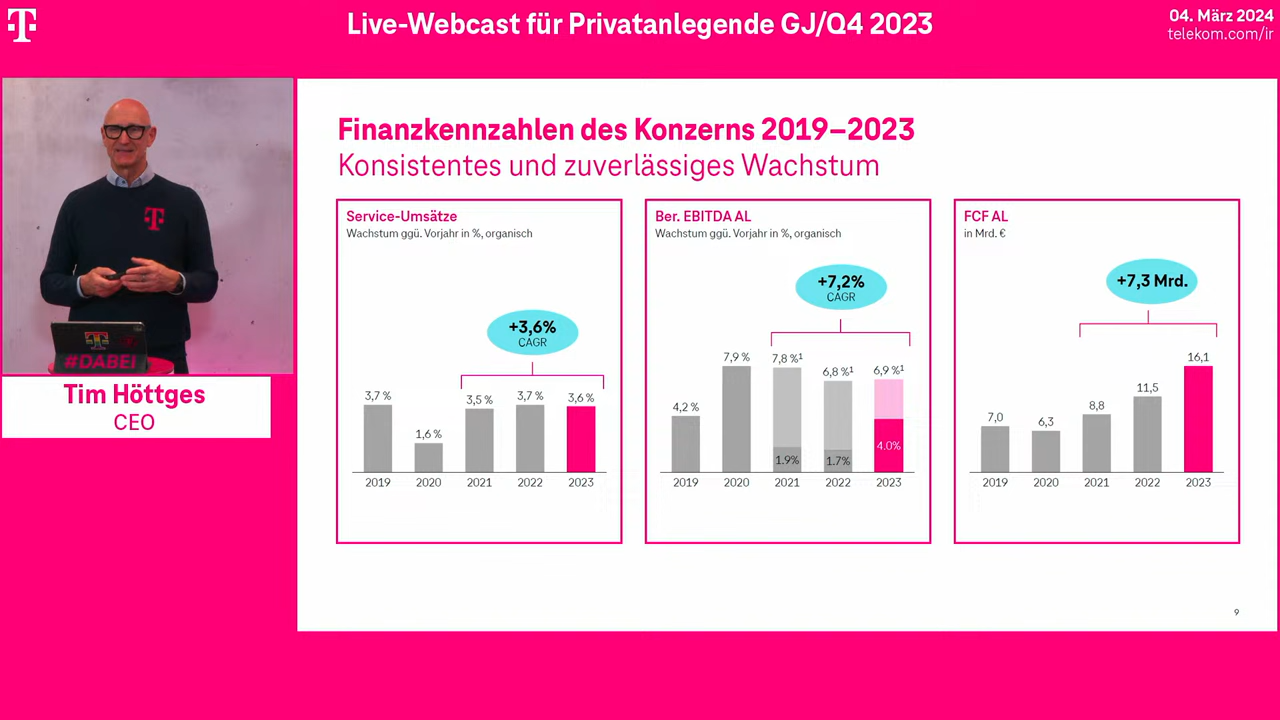 T
Live-Webcast für Privatanlegende GJ/Q4 2023
04. März 2024
telekom.com/ir
T
T
#DABEI
Tim Höttges
CEO
Finanzkennzahlen des Konzerns 2019–2023
Konsistentes und zuverlässiges Wachstum
Service-Umsätze
Wachstum ggü. Vorjahr in %, organisch
+3,6%
CAGR
3,7 %
1,6 %
3,5 %
3,7 %
3,6 %
2019 2020 2021 2022 2023
Ber. EBITDA AL
Wachstum ggü. Vorjahr in %, organisch
+7,2%
CAGR
4,2 %
7,9 %
7,8 %¹
6,8 %¹
6,9 %¹
1.9%
1.7%
4.0%
2019 2020 2021 2022 2023
FCF AL
in Mrd. €
+7,3 Mrd.
7,0
6,3
8,8
11,5
16,1
2019 2020 2021 2022 2023
9